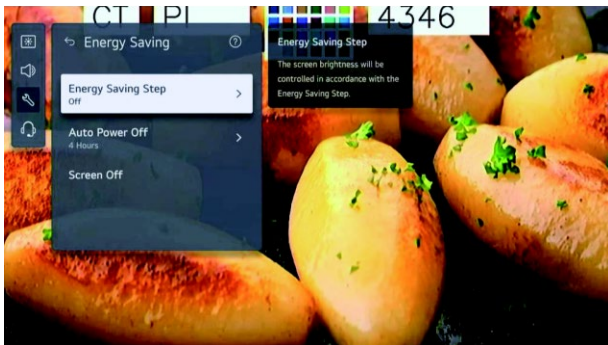 CT PI 4346
Energy Saving
Energy Saving Step
The screen brightness will be
controlled in accordance with the
Energy Saving Step.
Energy Saving Step
Off
Auto Power Off
4 Hours
Screen Off